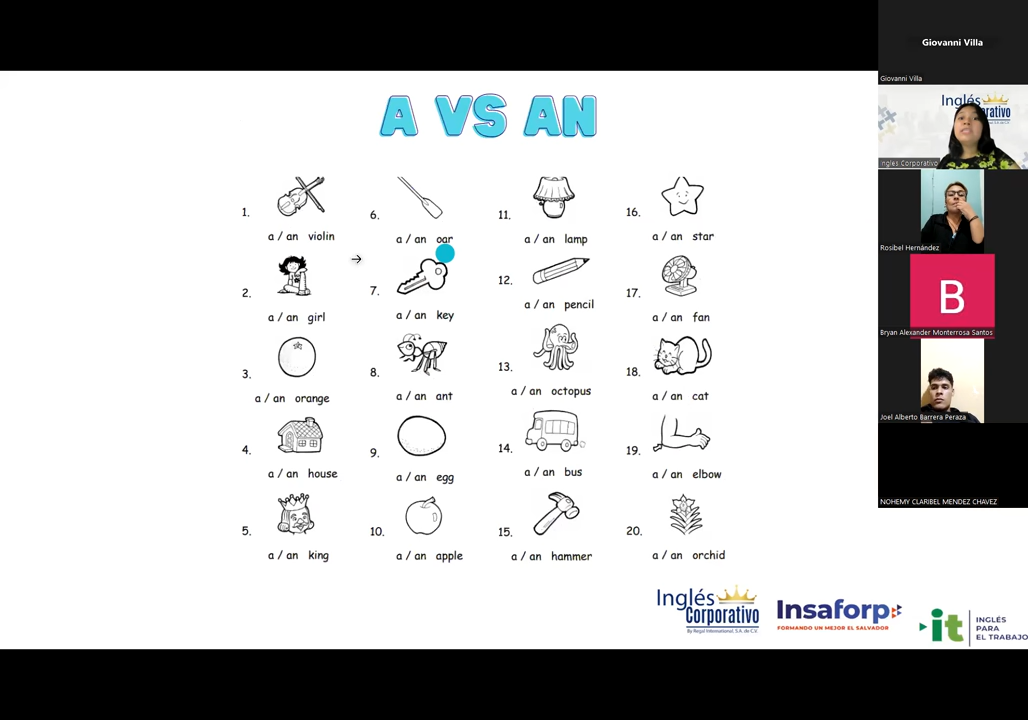 A VS AN
1.
a / an violin
2.
a / an girl
3.
a / an orange
4.
a / an house
5.
a / an king
6.
a / an oar
7.
a / an key
8.
a / an ant
9.
a / an egg
10.
a / an apple
11.
a / an lamp
12.
a / an pencil
13.
a / an octopus
14.
a / an bus
15.
a / an hammer
16.
a / an star
17.
a / an fan
18.
a / an cat
19.
a / an elbow
20.
a / an orchid
Inglés
Corporativo
By Regal International, S.A. de C.V.
Insaforp
FORMANDO UN MEJOR EL SALVADOR
it
INGLÉS
PARA
EL TRABAJO
Giovanni Villa
Giovanni Villa
Inglés
Ingles Corporativo
Rosibel Hernández
B
Bryan Alexander Monterrosa Santos
Joel Alberto Barrera Peraza
NOHEMY CLARIBEL MENDEZ CHAVEZ